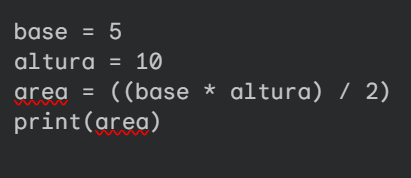 base = 5
altura = 10
area = ((base * altura) / 2)
print(area)